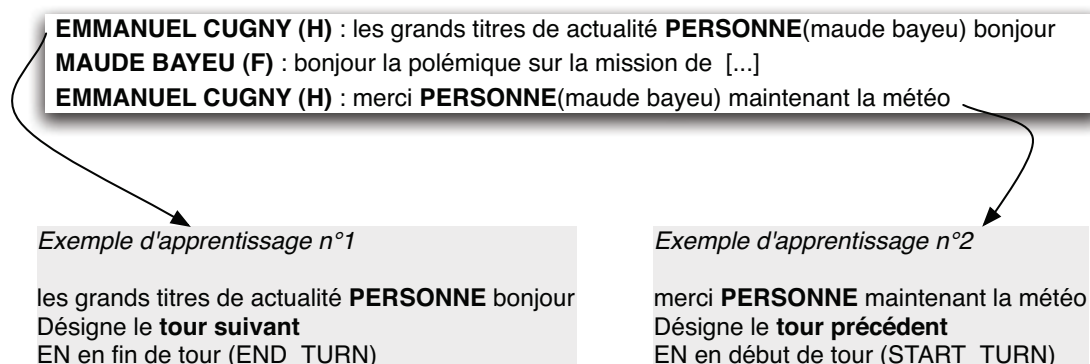 EMMANUEL CUGNY (H) : les grands titres de actualité PERSONNE(maude bayeu) bonjour
MAUDE BAYEU (F) : bonjour la polémique sur la mission de [...]
EMMANUEL CUGNY (H) : merci PERSONNE(maude bayeu) maintenant la météo
Exemple d'apprentissage n°1
les grands titres de actualité PERSONNE bonjour
Désigne le tour suivant
EN en fin de tour (END_TURN)
Exemple d'apprentissage n°2
merci PERSONNE maintenant la météo
Désigne le tour précédent
EN en début de tour (START_TURN)